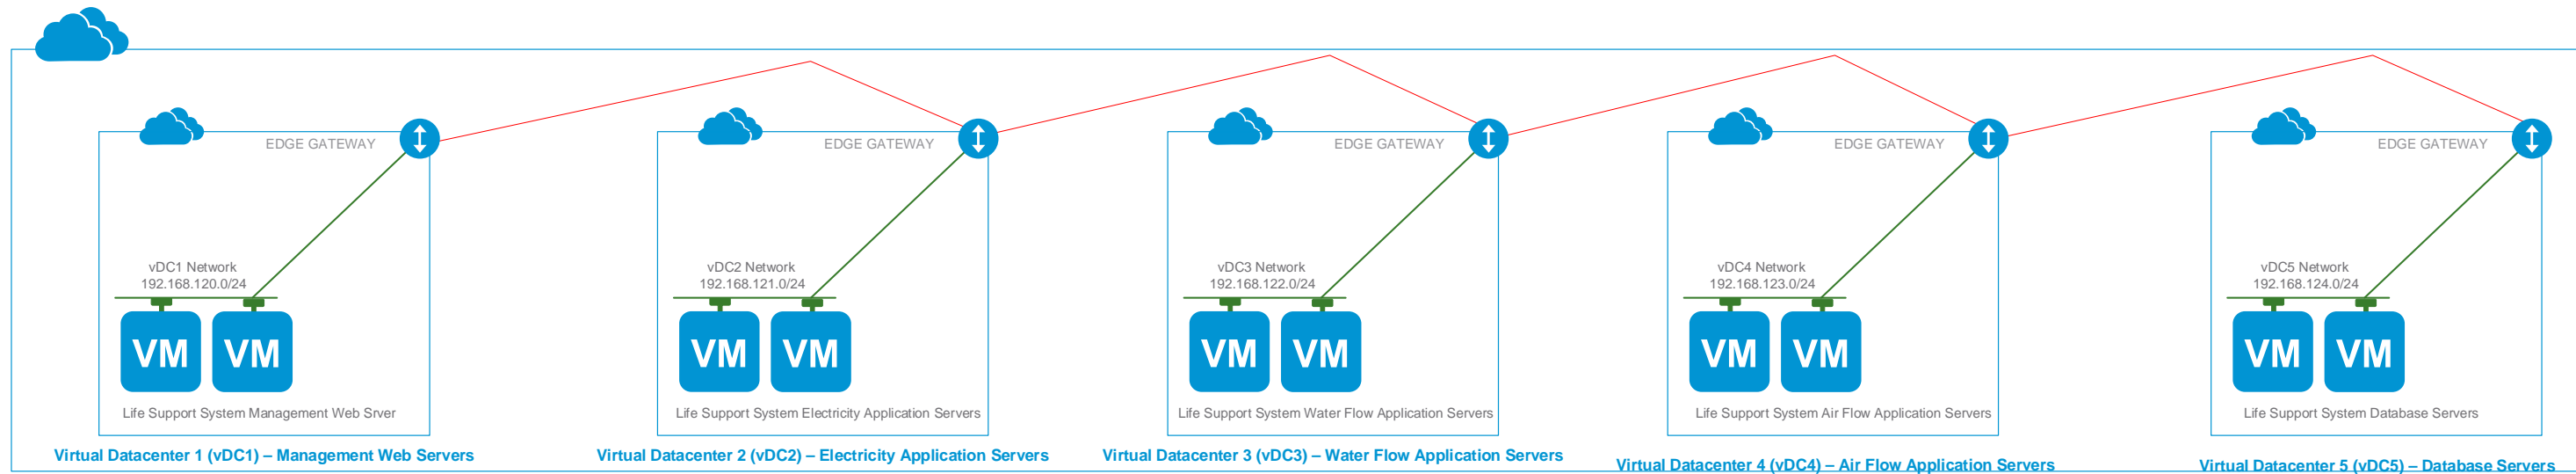 EDGE GATEWAY
vDC1 Network
192.168.120.0/24
VM VM
Life Support System Management Web Srver
Virtual Datacenter 1 (vDC1) – Management Web Servers
EDGE GATEWAY
vDC2 Network
192.168.121.0/24
VM VM
Life Support System Electricity Application Servers
Virtual Datacenter 2 (vDC2) – Electricity Application Servers
EDGE GATEWAY
vDC3 Network
192.168.122.0/24
VM VM
Life Support System Water Flow Application Servers
Virtual Datacenter 3 (vDC3) – Water Flow Application Servers
EDGE GATEWAY
vDC4 Network
192.168.123.0/24
VM VM
Life Support System Air Flow Application Servers
Virtual Datacenter 4 (vDC4) – Air Flow Application Servers
EDGE GATEWAY
vDC5 Network
192.168.124.0/24
VM VM
Life Support System Database Servers
Virtual Datacenter 5 (vDC5) – Database Servers